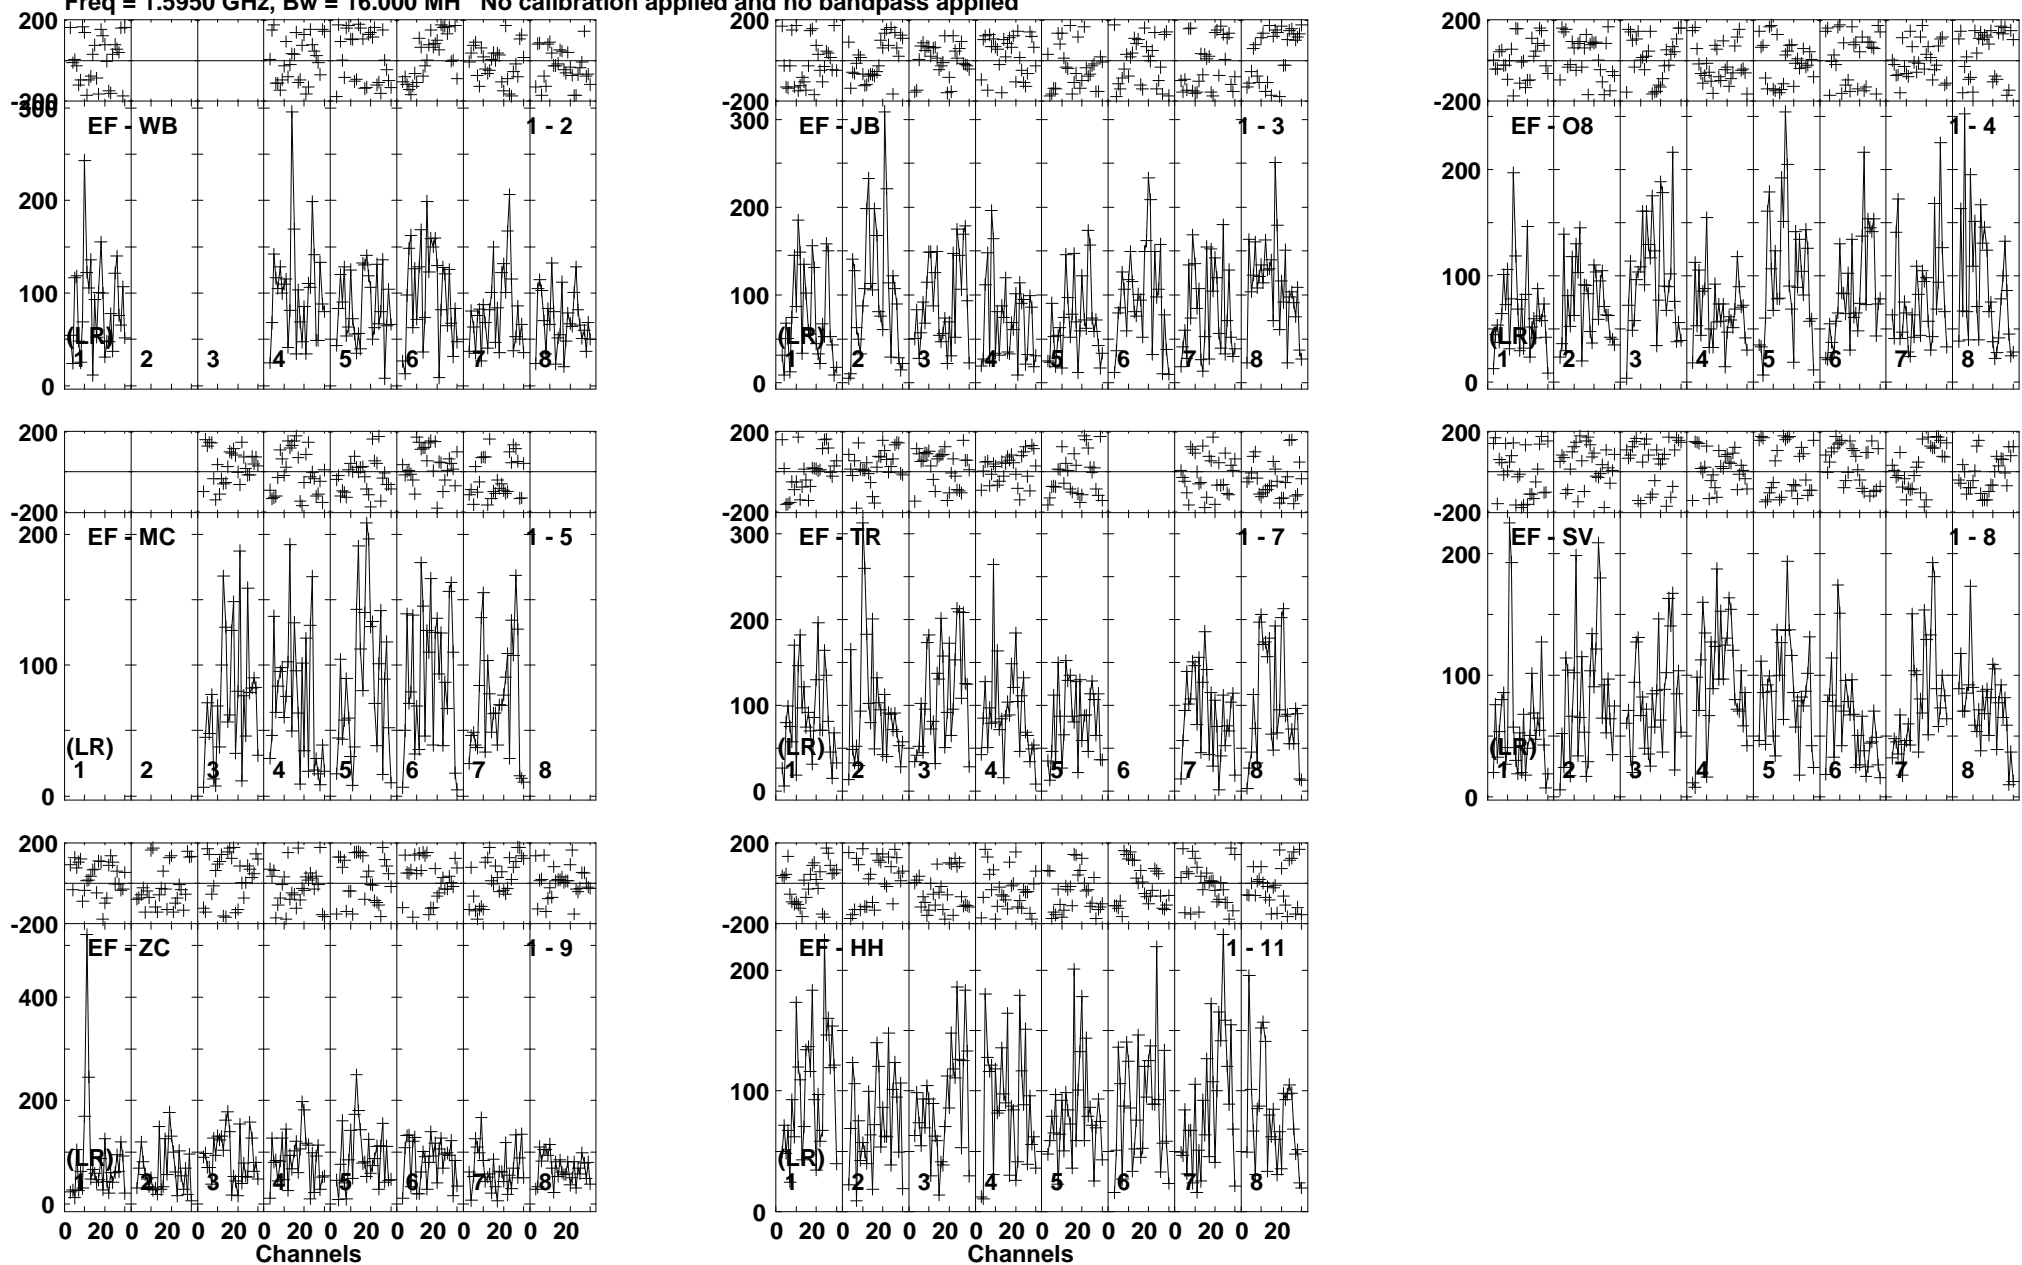 Freq = 1.5950 GHz, Bw = 16.000 MH No calibration applied and no bandpass applied
200
-200
300
200
100
0
EF - WB
1 - 2
(LR)
1 2 3 4 5 6 7 8
200
-200
300
200
100
0
EF - JB
1 - 3
(LR)
1 2 3 4 5 6 7 8
200
-200
200
100
0
EF - O8
1 - 4
(LR)
1 2 3 4 5 6 7 8
200
-200
200
100
0
EF - MC
1 - 5
(LR)
1 2 3 4 5 6 7 8
200
-200
300
200
100
0
EF - TR
1 - 7
(LR)
1 2 3 4 5 6 7 8
200
-200
200
100
0
EF - SV
1 - 8
(LR)
1 2 3 4 5 6 7 8
200
-200
400
200
0
EF - ZC
1 - 9
(LR)
1 2 3 4 5 6 7 8
0 20 0 20 0 20 0 20 0 20 0 20 0 20 0 20
Channels
200
-200
200
100
0
EF - HH
1 - 11
(LR)
1 2 3 4 5 6 7 8
0 20 0 20 0 20 0 20 0 20 0 20 0 20 0 20
Channels